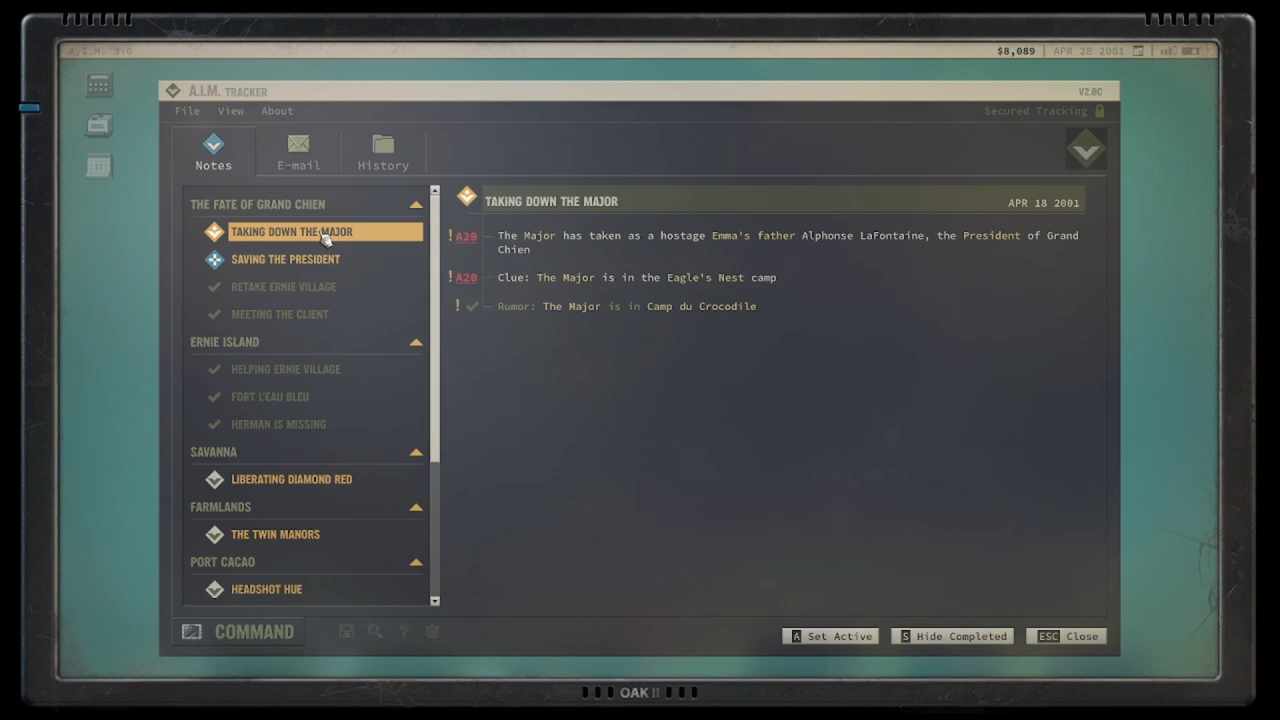 A.I.M. 3.0
$8,089
APR 28 2001
A.I.M. TRACKER
V2.0C
File View About
Secured Tracking
Notes E-mail History
THE FATE OF GRAND CHIEN
TAKING DOWN THE MAJOR
SAVING THE PRESIDENT
RETAKE ERNIE VILLAGE
MEETING THE CLIENT
ERNIE ISLAND
HELPING ERNIE VILLAGE
FORT L'EAU BLEU
HERMAN IS MISSING
SAVANNA
LIBERATING DIAMOND RED
FARMLANDS
THE TWIN MANORS
PORT CACAO
HEADSHOT HUE
TAKING DOWN THE MAJOR APR 18 2001
! A20 The Major has taken as a hostage Emma's father Alphonse LaFontaine, the President of Grand
Chien
! A20 Clue: The Major is in the Eagle's Nest camp
! Rumor: The Major is in Camp du Crocodile
COMMAND
A Set Active
S Hide Completed
ESC Close
OAK II